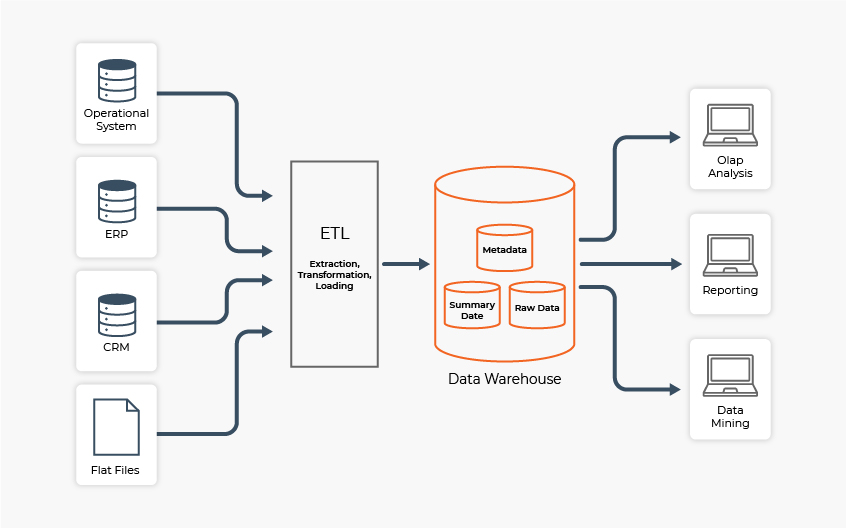 Operational
System
ERP
CRM
Flat Files
ETL
Extraction,
Transformation,
Loading
Metadata
Summary
Date
Raw Data
Data Warehouse
Olap
Analysis
Reporting
Data
Mining